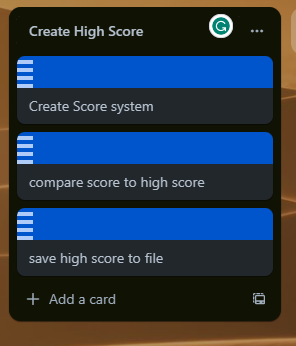 Create High Score
Create Score system
compare score to high score
save high score to file
Add a card